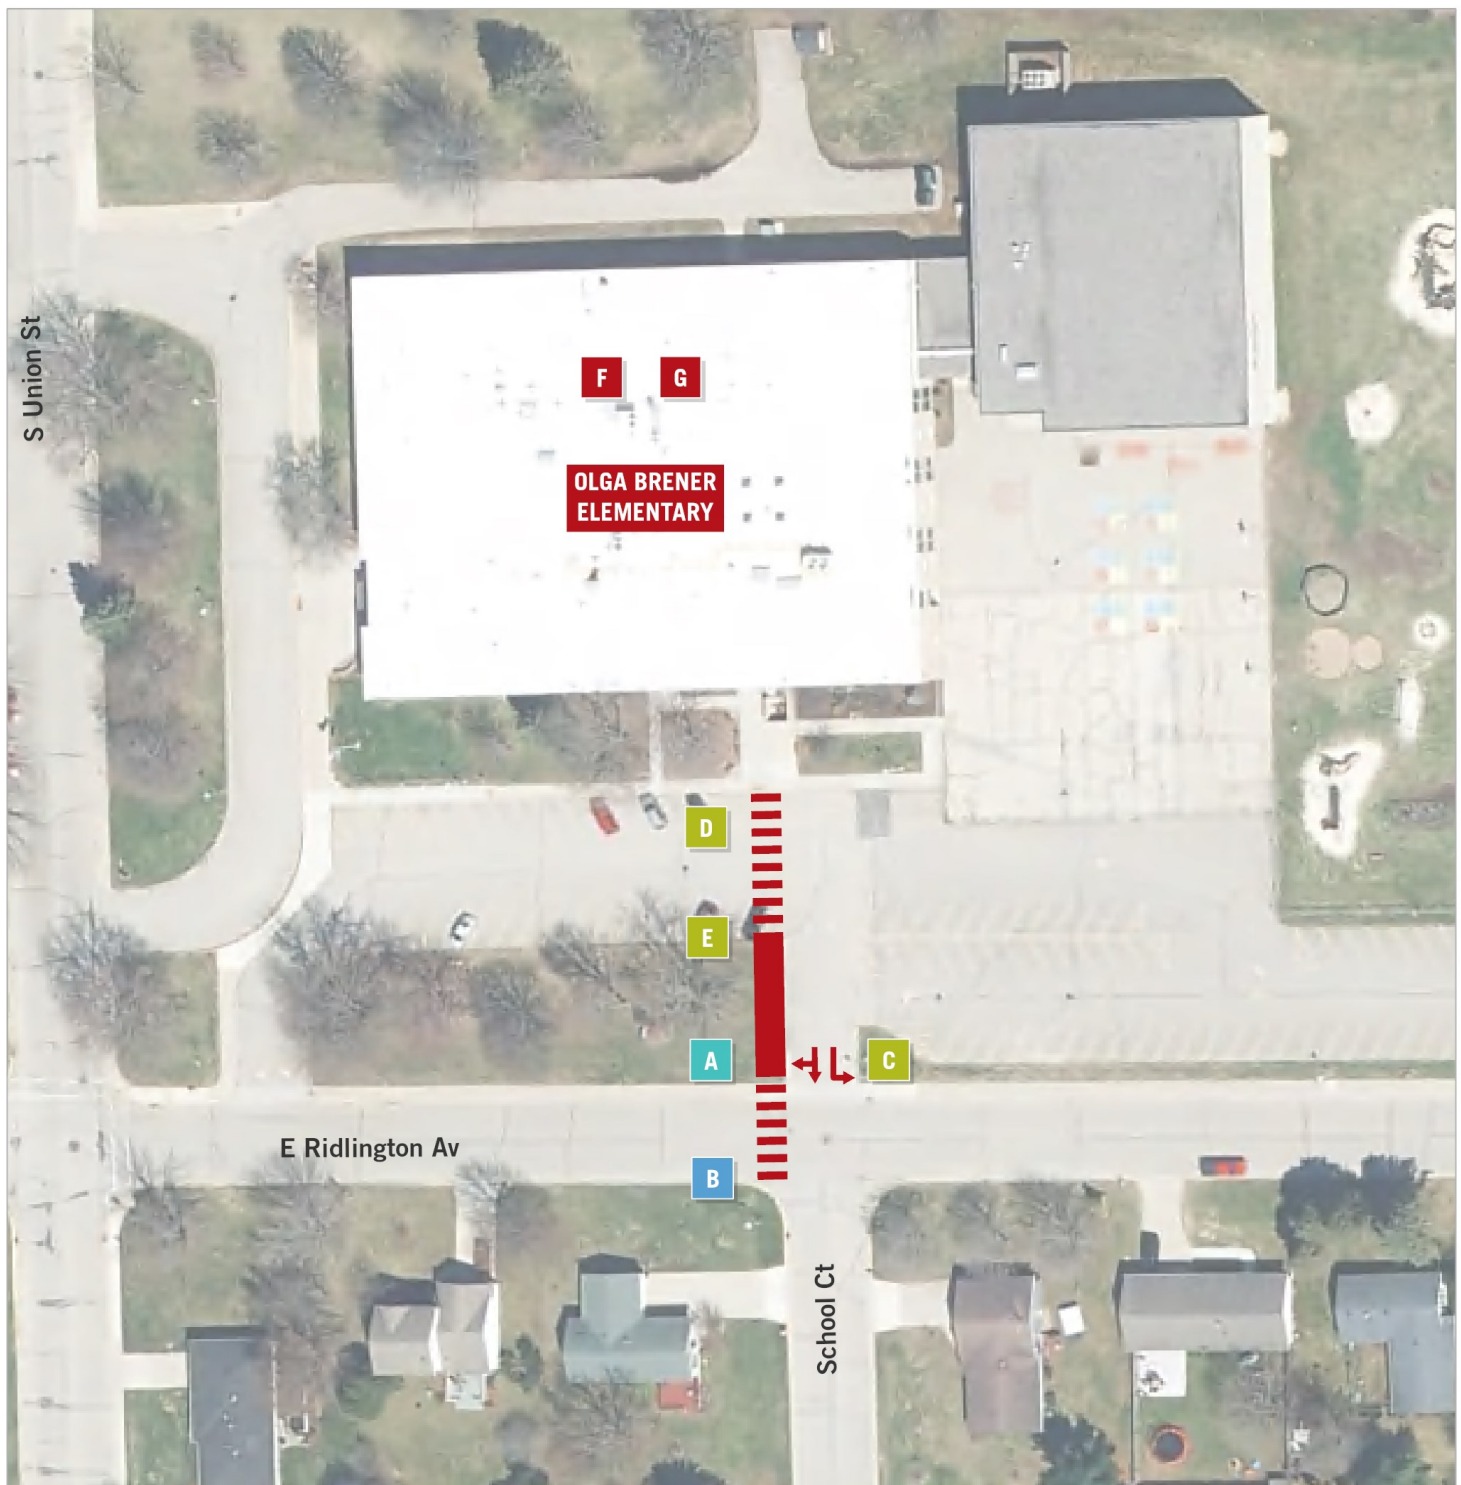 S Union St
F
G
OLGA BRENER
ELEMENTARY
D
E
A
C
E Ridlington Av
B
School Ct